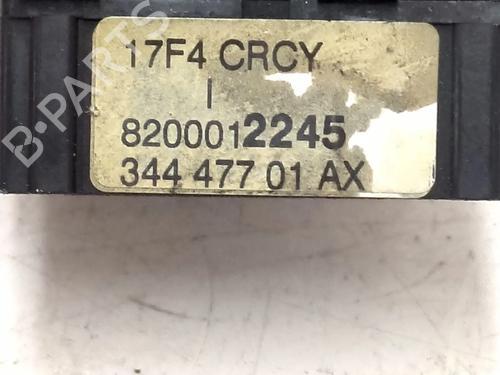 B-PARTS
17F4 CRCY
I
8200012245
344 477 01 AX